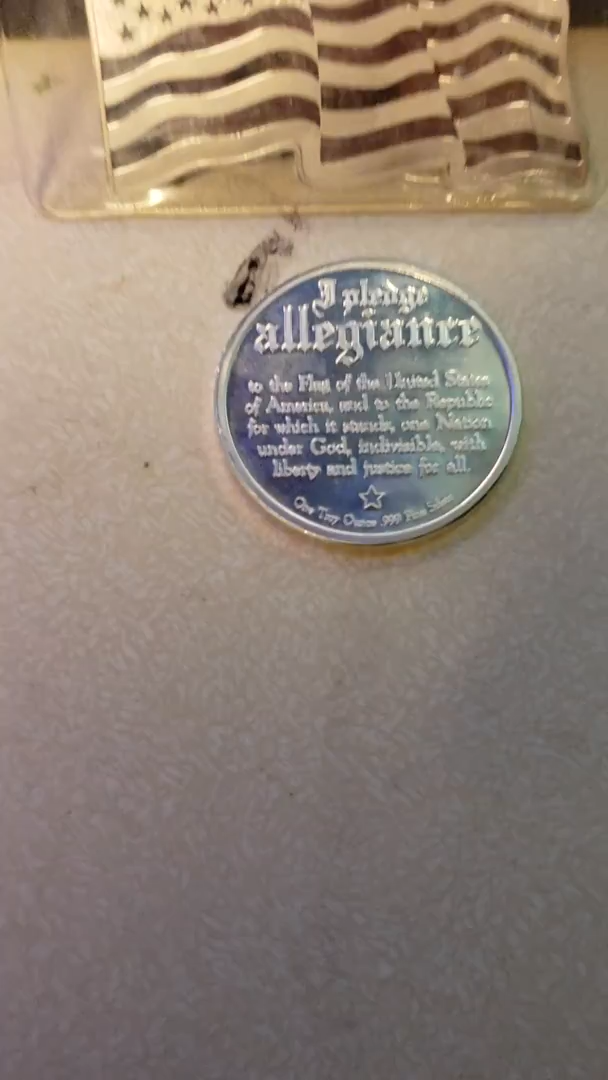 I pledge
allegiance
to the Flag of the United States
of America, and to the Republic
for which it stands, one Nation
under God, indivisible, with
liberty and justice for all.
One Troy Ounce .999 Fine Silver